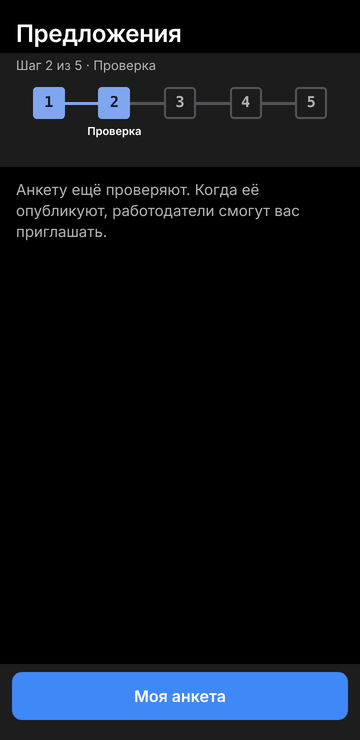 Предложения
Шаг 2 из 5 · Проверка
1 2 3 4 5
Проверка
Анкету ещё проверяют. Когда её
опубликуют, работодатели смогут вас
приглашать.
Моя анкета